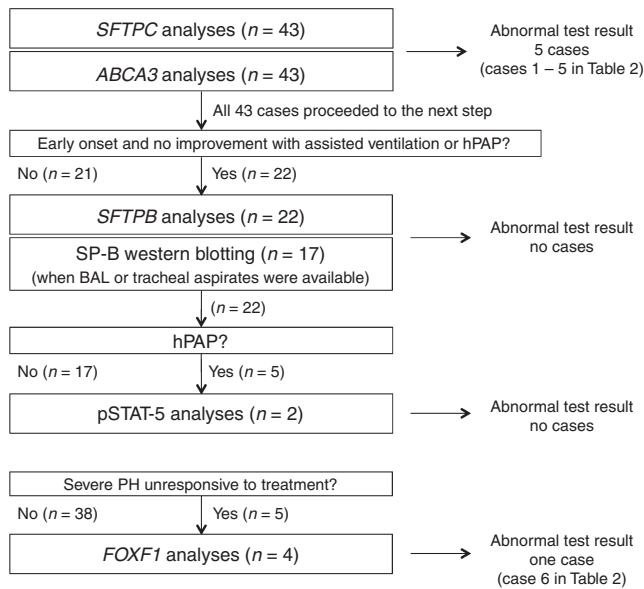 SFTPC analyses (n = 43)
ABCA3 analyses (n = 43)
Abnormal test result
5 cases
(cases 1 – 5 in Table 2)
All 43 cases proceeded to the next step
Early onset and no improvement with assisted ventilation or hPAP?
No (n = 21)
Yes (n = 22)
SFTPB analyses (n = 22)
SP-B western blotting (n = 17)
(when BAL or tracheal aspirates were available)
Abnormal test result
no cases
(n = 22)
hPAP?
No (n = 17)
Yes (n = 5)
pSTAT-5 analyses (n = 2)
Abnormal test result
no cases
Severe PH unresponsive to treatment?
No (n = 38)
Yes (n = 5)
FOXF1 analyses (n = 4)
Abnormal test result
one case
(case 6 in Table 2)